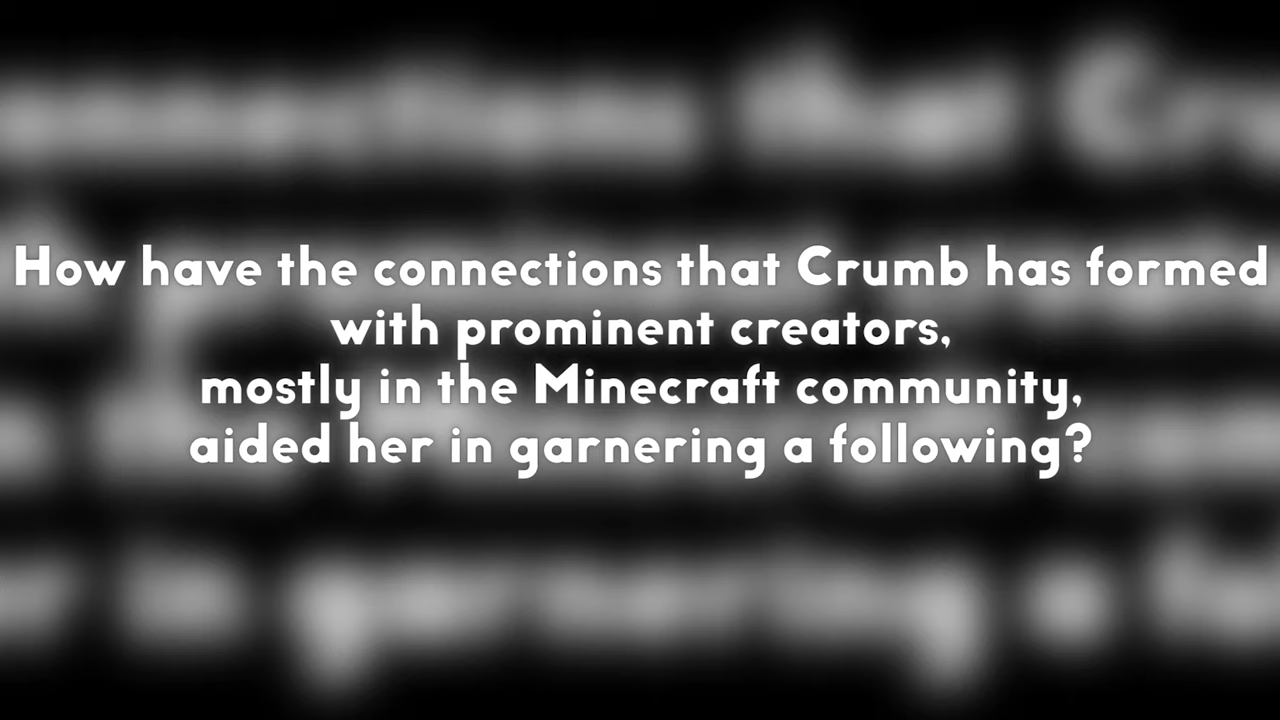 How have the connections that Crumb has formed
with prominent creators,
mostly in the Minecraft community,
aided her in garnering a following?